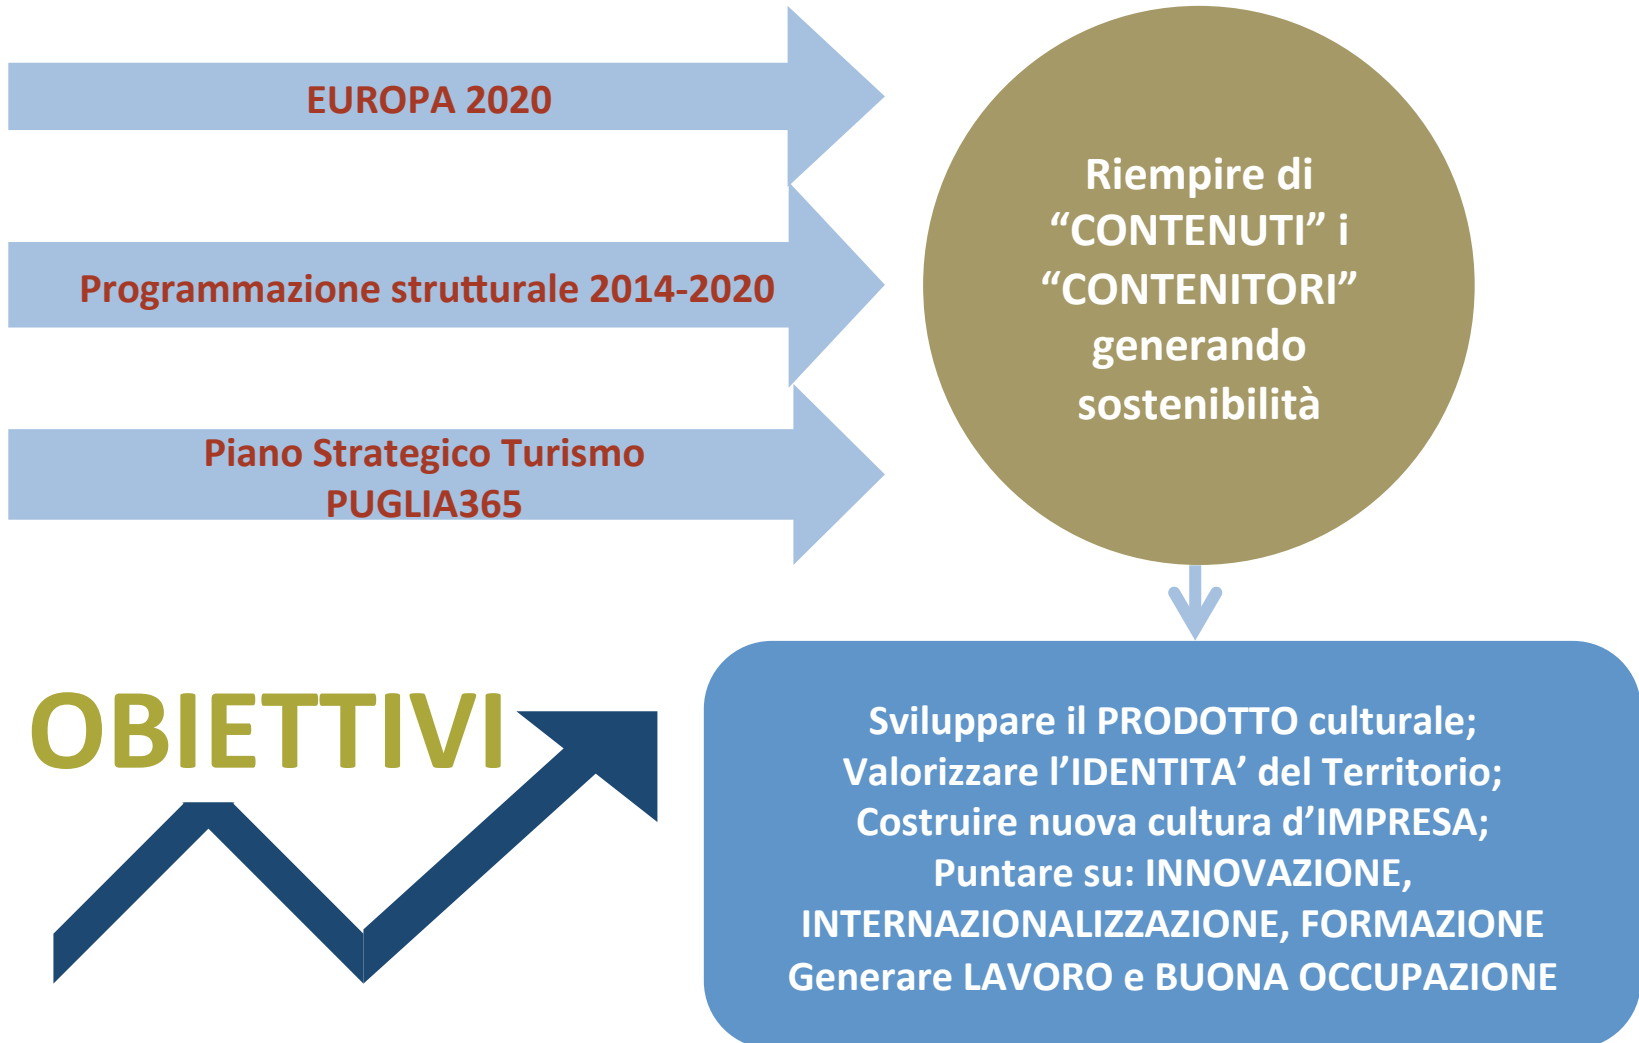 EUROPA 2020
Programmazione strutturale 2014-2020
Piano Strategico Turismo
PUGLIA365
Riempire di
“CONTENUTI” i
“CONTENITORI”
generando
sostenibilità
OBIETTIVI
Sviluppare il PRODOTTO culturale;
Valorizzare l’IDENTITA’ del Territorio;
Costruire nuova cultura d’IMPRESA;
Puntare su: INNOVAZIONE,
INTERNAZIONALIZZAZIONE, FORMAZIONE
Generare LAVORO e BUONA OCCUPAZIONE